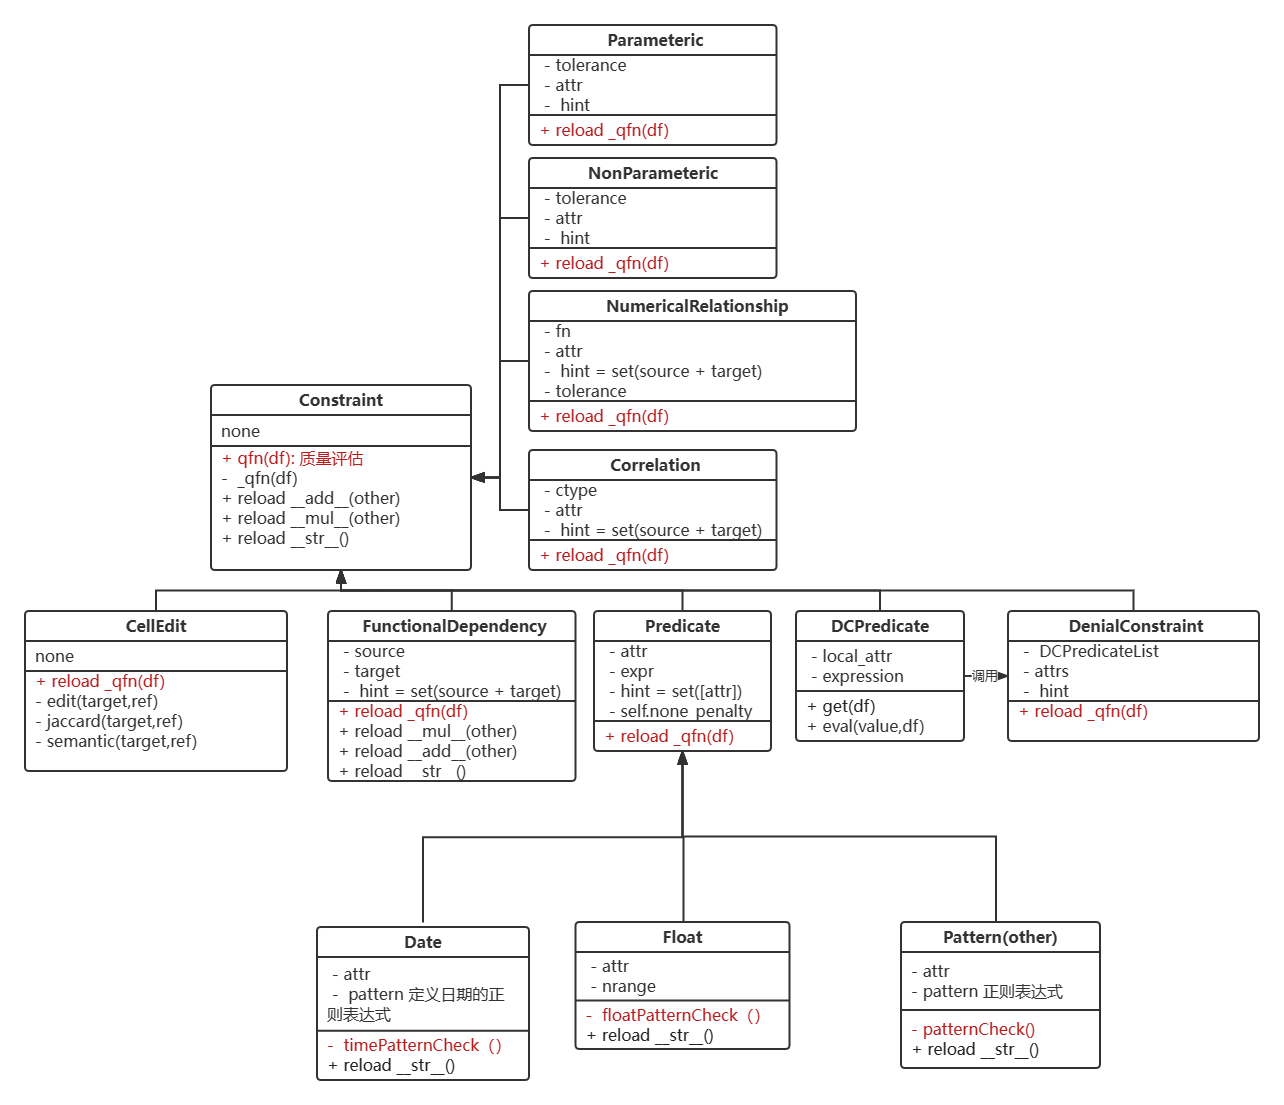 Parameteric
- tolerance
- attr
- hint
+ reload _qfn(df)
NonParameteric
- tolerance
- attr
- hint
+ reload _qfn(df)
NumericalRelationship
- fn
- attr
- hint = set(source + target)
- tolerance
+ reload _qfn(df)
Constraint
none
+ qfn(df): 质量评估
- _qfn(df)
+ reload __add__(other)
+ reload __mul__(other)
+ reload __str__()
Correlation
- ctype
- attr
- hint = set(source + target)
+ reload _qfn(df)
CellEdit
none
+ reload _qfn(df)
- edit(target,ref)
- jaccard(target,ref)
- semantic(target,ref)
FunctionalDependency
- source
- target
- hint = set(source + target)
+ reload _qfn(df)
+ reload __mul__(other)
+ reload __add__(other)
+ reload __str__()
Predicate
- attr
- expr
- hint = set([attr])
- self.none_penalty
+ reload _qfn(df)
DCPredicate
- local_attr
- expression
+ get(df)
+ eval(value,df)
调用
DenialConstraint
- DCPredicateList
- attrs
- hint
+ reload _qfn(df)
Date
- attr
- pattern 定义日期的正
则表达式
- timePatternCheck（）
+ reload __str__()
Float
- attr
- nrange
- floatPatternCheck（）
+ reload __str__()
Pattern(other)
- attr
- pattern 正则表达式
- patternCheck()
+ reload __str__()